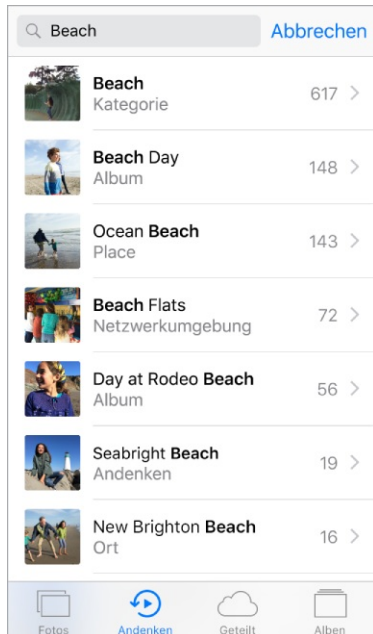 Beach
Abbrechen
Beach
Kategorie
617
Beach Day
Album
148
Ocean Beach
Place
143
Beach Flats
Netzwerkumgebung
72
Day at Rodeo Beach
Album
56
Seabright Beach
Andenken
19
New Brighton Beach
Ort
16
Fotos
Andenken
Geteilt
Alben